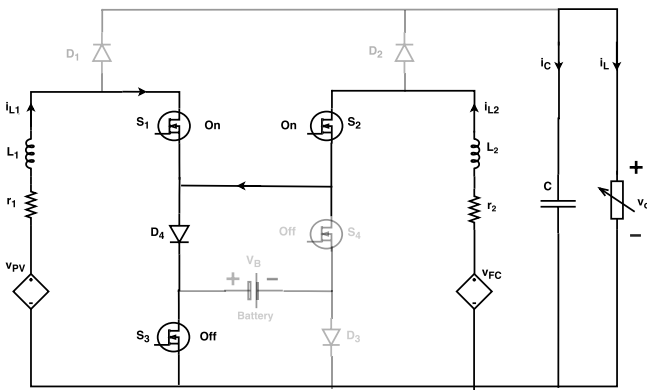 D1 D2
iC iL
iL1 iL2
S1 On On S2
L1 L2
r1 C + vo
D4 Off S4 r2
−
vPV + VB − vFC
Battery
S3 Off D3